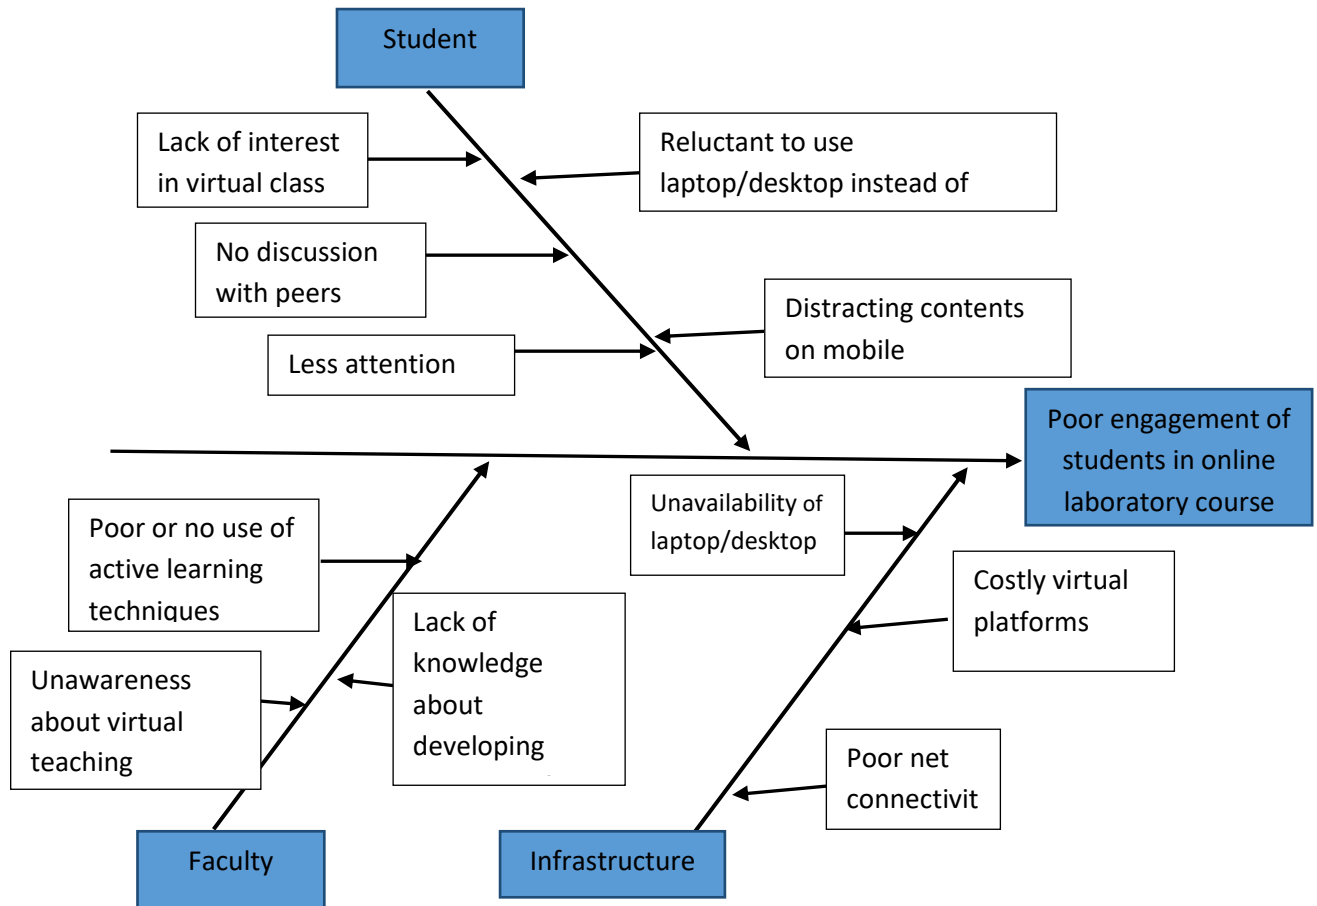 Student
Lack of interest
in virtual class
Reluctant to use
laptop/desktop instead of
No discussion
with peers
Distracting contents
on mobile
Less attention
Poor engagement of
students in online
laboratory course
Unavailability of
laptop/desktop
Poor or no use of
active learning
techniques
Costly virtual
platforms
Lack of
knowledge
about
developing
Unawareness
about virtual
teaching
Poor net
connectivit
Faculty
Infrastructure